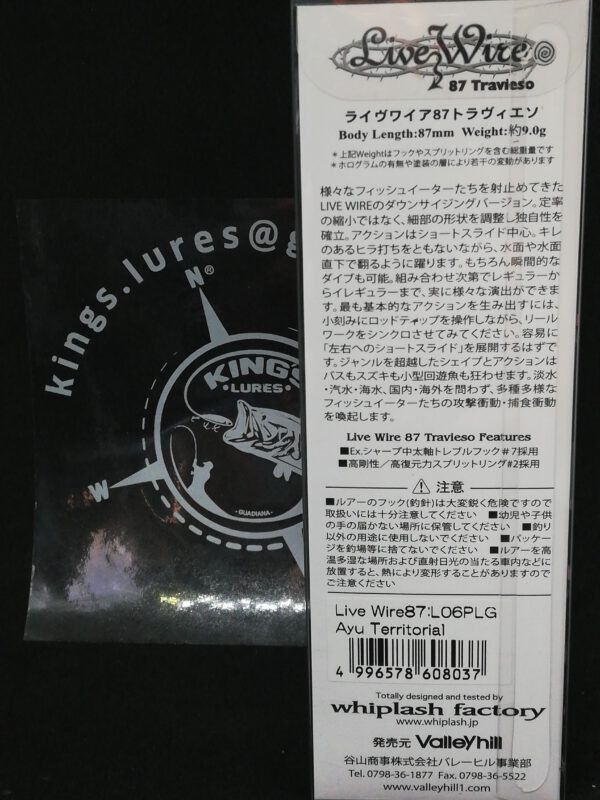 Live Wire
87 Travieso
ライヴワイア87トラヴィエソ
Body Length:87mm Weight:約9.0g
*上記Weightはフックやスプリットリングを含む総重量です
*ホログラムの有無や塗装の層により若干の変動があります
様々なフィッシュイーターたちを射止めてきた
LIVE WIREのダウンサイジングバージョン。定率
の縮小ではなく、細部の形状を調整し独自性を
確立。アクションはショートスライド中心。キレ
のあるヒラ打ちをともないながら、水面や水面
直下で翻るように躍ります。もちろん瞬間的な
ダイブも可能。組み合わせ次第でレギュラーか
らイレギュラーまで、実に様々な演出ができま
す。最も基本的なアクションを生み出すには、
小刻みにロッドティップを操作しながら、リール
ワークをシンクロさせてみてください。容易に
「左右へのショートスライド」を展開するはずで
す。ジャンルを超越したシェイプとアクションは
バスもスズキも小型回遊魚も狂わせます。淡水
・汽水・海水、国内・海外を問わず、多種多様な
フィッシュイーターたちの攻撃衝動・捕食衝動
を喚起します。
Live Wire 87 Travieso Features
■Ex.シャープ中太軸トレブルフック#7採用
■高剛性/高復元力スプリットリング#2採用
⚠ 注意
■ルアーのフック(釣針)は大変鋭く危険ですので
取扱いには十分注意してください ■幼児や子供
の手の届かない場所に保管してください ■釣り
以外の用途に使用しないでください ■パッケー
ジを釣場等に捨てないでください ■ルアーを高
温多湿な場所および直射日光の当たる車内などに
放置すると、熱により変形することがありますので
ご注意ください
Live Wire87:L06PLG
Ayu Territorial
4 996578 608037
Totally designed and tested by
whiplash factory
www.whiplash.jp
発売元 Valleyhill
谷山商事株式会社バレーヒル事業部
Tel. 0798-36-1877 Fax. 0798-36-5522
www.valleyhill1.com
kings.lures@g
N®
KINGS
•LURES•
W
-GUADIANA-